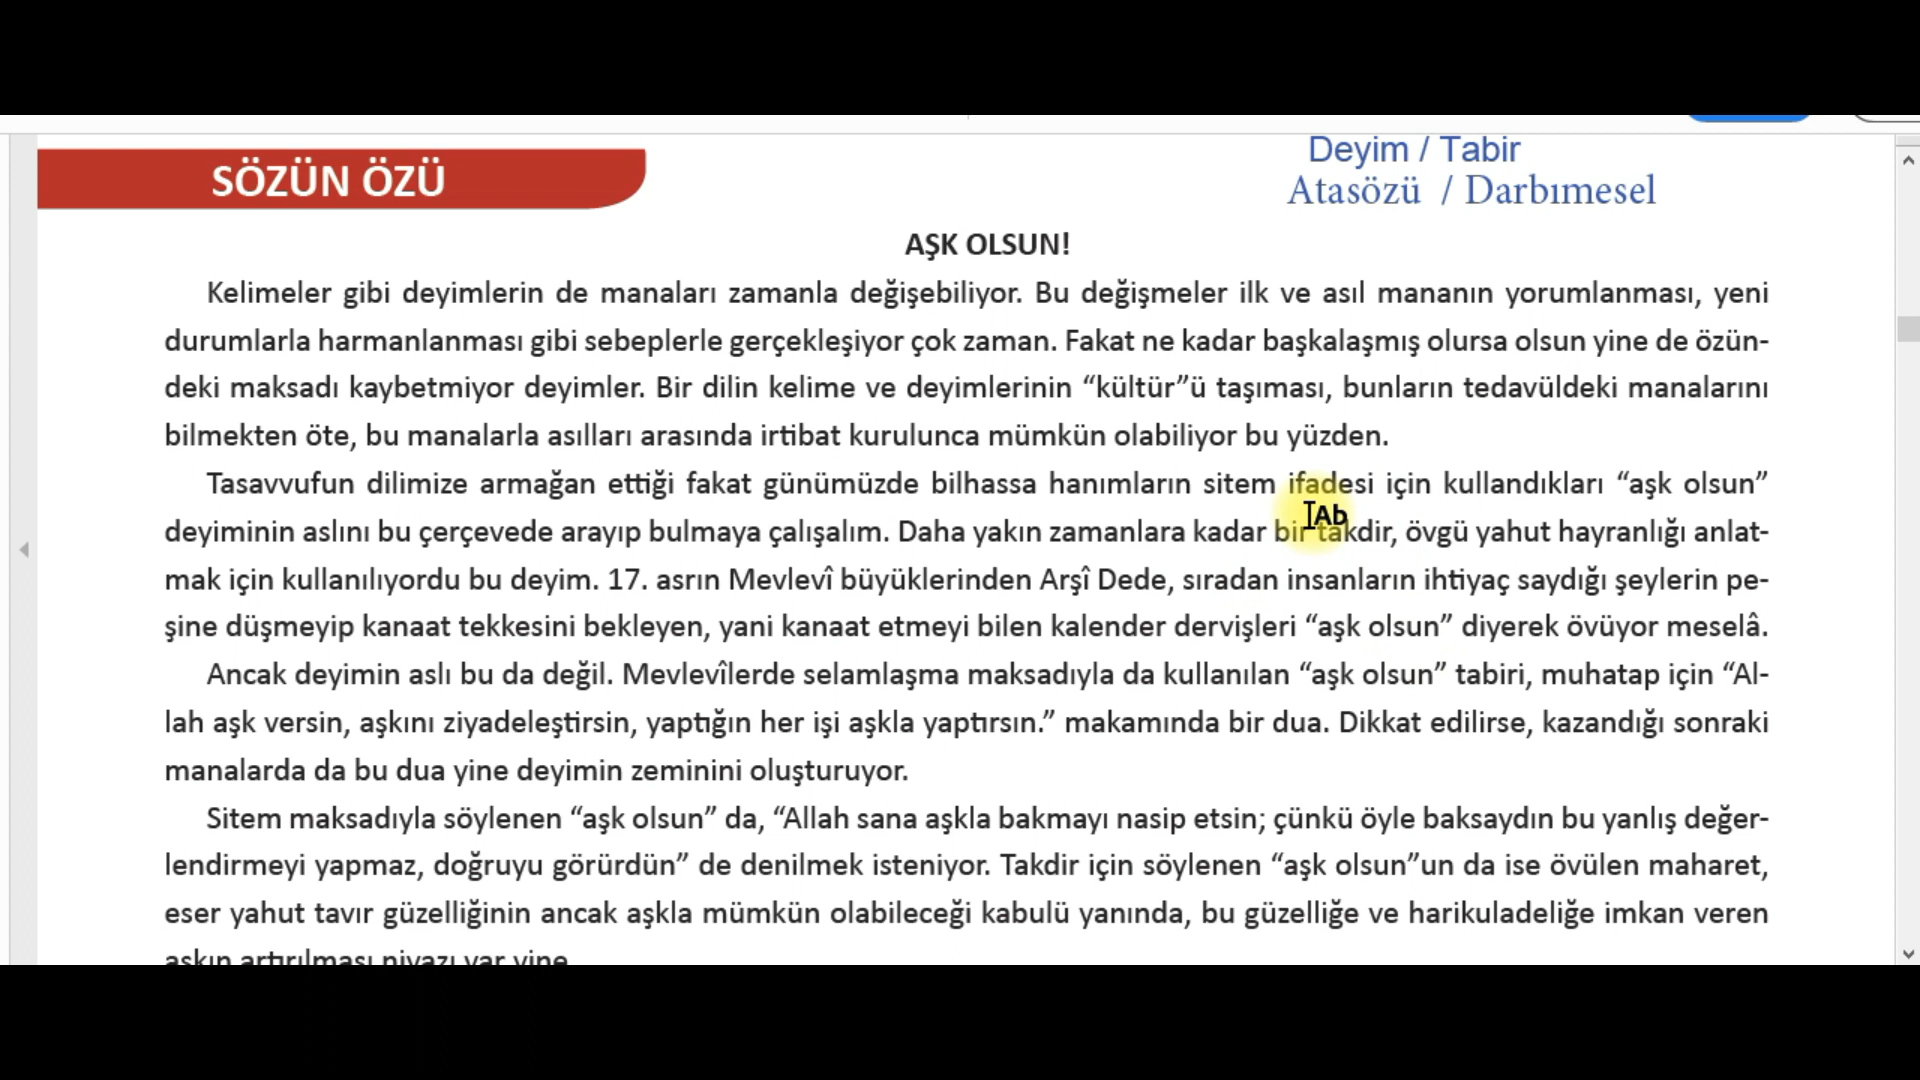 Deyim / Tabir
SÖZÜN ÖZÜ
Atasözü / Darbımesel
AŞK OLSUN!
Kelimeler gibi deyimlerin de manaları zamanla değişebiliyor. Bu değişmeler ilk ve asıl mananın yorumlanması, yeni
durumlarla harmanlanması gibi sebeplerle gerçekleşiyor çok zaman. Fakat ne kadar başkalaşmış olursa olsun yine de özün-
deki maksadı kaybetmiyor deyimler. Bir dilin kelime ve deyimlerinin “kültür”ü taşıması, bunların tedavüldeki manalarını
bilmekten öte, bu manalarla asılları arasında irtibat kurulunca mümkün olabiliyor bu yüzden.
Tasavvufun dilimize armağan ettiği fakat günümüzde bilhassa hanımların sitem ifadesi için kullandıkları “aşk olsun”
deyiminin aslını bu çerçevede arayıp bulmaya çalışalım. Daha yakın zamanlara kadar bir takdir, övgü yahut hayranlığı anlat-
mak için kullanılıyordu bu deyim. 17. asrın Mevlevî büyüklerinden Arşî Dede, sıradan insanların ihtiyaç saydığı şeylerin pe-
şine düşmeyip kanaat tekkesini bekleyen, yani kanaat etmeyi bilen kalender dervişleri “aşk olsun” diyerek övüyor meselâ.
Ancak deyimin aslı bu da değil. Mevlevîlerde selamlaşma maksadıyla da kullanılan “aşk olsun” tabiri, muhatap için “Al-
lah aşk versin, aşkını ziyadeleştirsin, yaptığın her işi aşkla yaptırsın.” makamında bir dua. Dikkat edilirse, kazandığı sonraki
manalarda da bu dua yine deyimin zeminini oluşturuyor.
Sitem maksadıyla söylenen “aşk olsun” da, “Allah sana aşkla bakmayı nasip etsin; çünkü öyle baksaydın bu yanlış değer-
lendirmeyi yapmaz, doğruyu görürdün” de denilmek isteniyor. Takdir için söylenen “aşk olsun”un da ise övülen maharet,
eser yahut tavır güzelliğinin ancak aşkla mümkün olabileceği kabulü yanında, bu güzelliğe ve harikuladeliğe imkan veren
aşkın artırılması niyazı var yine.